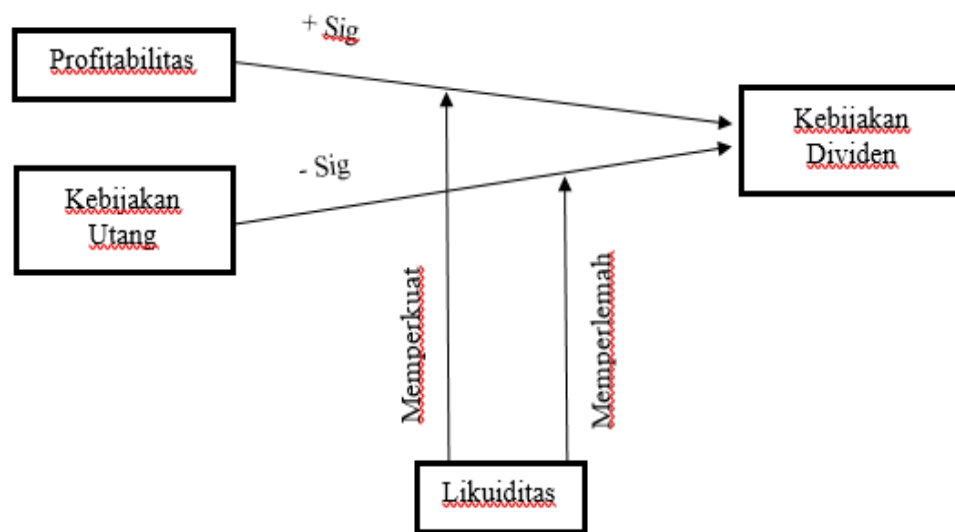 + Sig
Profitabilitas
Kebijakan
Dividen
- Sig
Kebijakan
Utang
Memperkuat
Memperlemah
Likuiditas